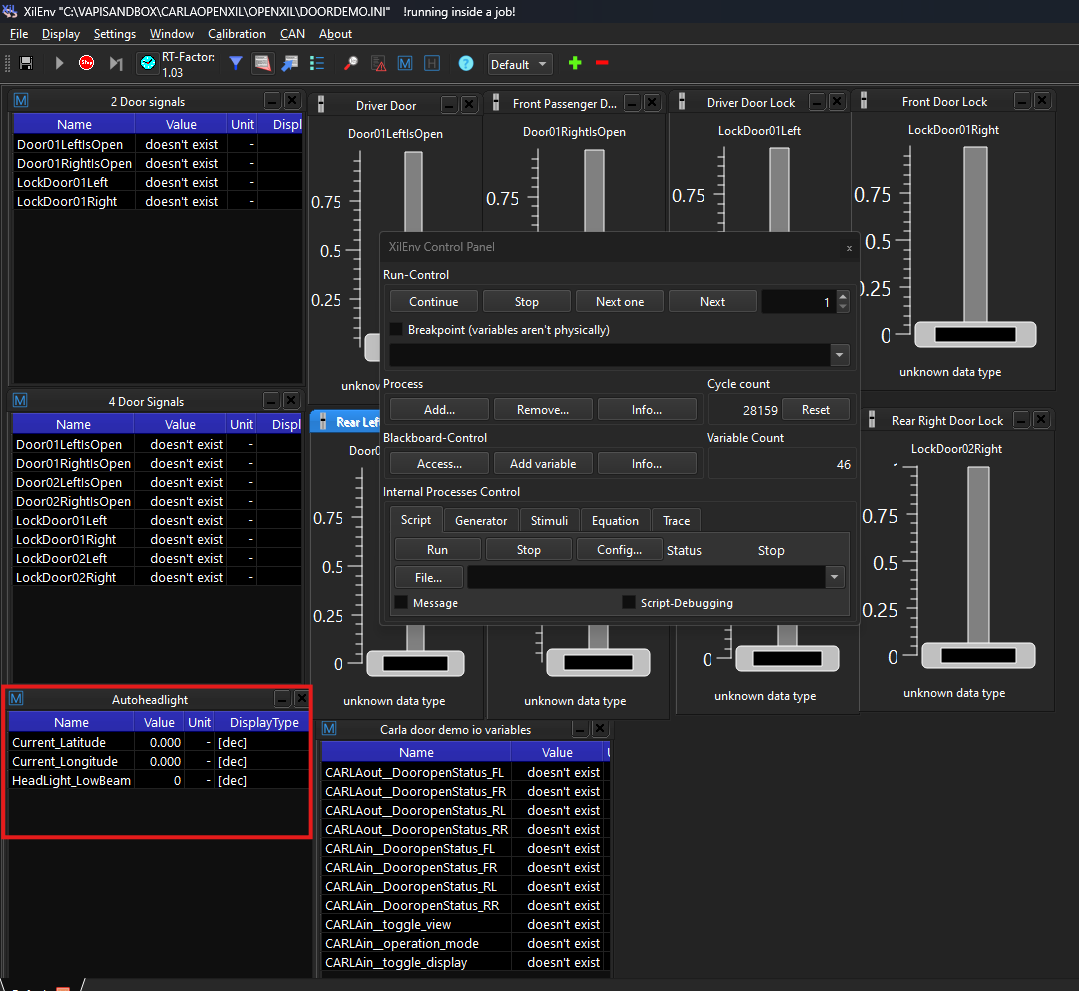 XilEnv "C:\VAPISANDBOX\CARLAOPENXIL\OPENXIL\DOORDEMO.INI" !running inside a job!
File Display Settings Window Calibration CAN About
RT-Factor:
1.03
Default
2 Door signals
Name Value Unit Displ
Door01LeftIsOpen doesn't exist -
Door01RightIsOpen doesn't exist -
LockDoor01Left doesn't exist -
LockDoor01Right doesn't exist -
Driver Door
Door01LeftIsOpen
0.75
0.5
0.25
Front Passenger D...
Door01RightIsOpen
0.75
Driver Door Lock
LockDoor01Left
0.75
Front Door Lock
LockDoor01Right
0.75
0.5
0.25
0
unknown data type
XilEnv Control Panel
x
Run-Control
Continue Stop Next one Next 1
Breakpoint (variables aren't physically)
Process Cycle count
Add... Remove... Info... 28159 Reset
Blackboard-Control Variable Count
Access... Add variable Info... 46
Internal Processes Control
Script Generator Stimuli Equation Trace
Run Stop Config... Status Stop
File...
Message Script-Debugging
4 Door Signals
Name Value Unit Displ
Door01LeftIsOpen doesn't exist -
Door01RightIsOpen doesn't exist -
Door02LeftIsOpen doesn't exist -
Door02RightIsOpen doesn't exist -
LockDoor01Left doesn't exist -
LockDoor01Right doesn't exist -
LockDoor02Left doesn't exist -
LockDoor02Right doesn't exist -
Rear Lef
0.75
0.5
0.25
0
unknown data type
unknown data type
0
unknown data type
Rear Right Door Lock
LockDoor02Right
0.75
0.5
0.25
0
unknown data type
Autoheadlight
Name Value Unit DisplayType
Current_Latitude 0.000 - [dec]
Current_Longitude 0.000 - [dec]
HeadLight_LowBeam 0 - [dec]
Carla door demo io variables
Name Value
CARLAout__DooropenStatus_FL doesn't exist
CARLAout__DooropenStatus_FR doesn't exist
CARLAout__DooropenStatus_RL doesn't exist
CARLAout__DooropenStatus_RR doesn't exist
CARLAin__DooropenStatus_FL doesn't exist
CARLAin__DooropenStatus_FR doesn't exist
CARLAin__DooropenStatus_RL doesn't exist
CARLAin__DooropenStatus_RR doesn't exist
CARLAin__toggle_view doesn't exist
CARLAin__operation_mode doesn't exist
CARLAin__toggle_display doesn't exist